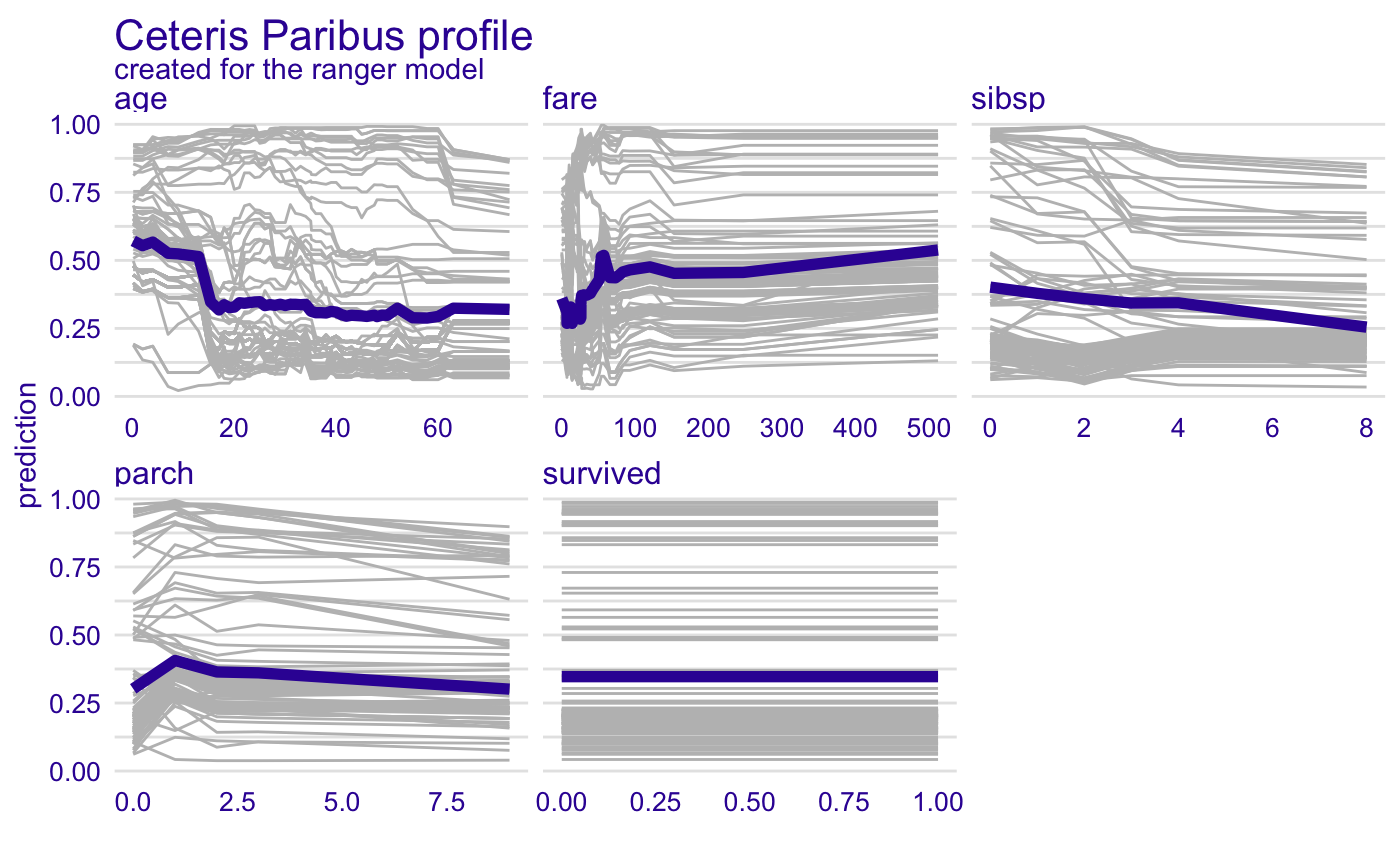 Ceteris Paribus profile
created for the ranger model
age fare sibsp
1.00
0.75
0.50
0.25
0.00
0 20 40 60 0 100 200 300 400 500 0 2 4 6 8
prediction
parch survived
1.00
0.75
0.50
0.25
0.00
0.0 2.5 5.0 7.5 0.00 0.25 0.50 0.75 1.00